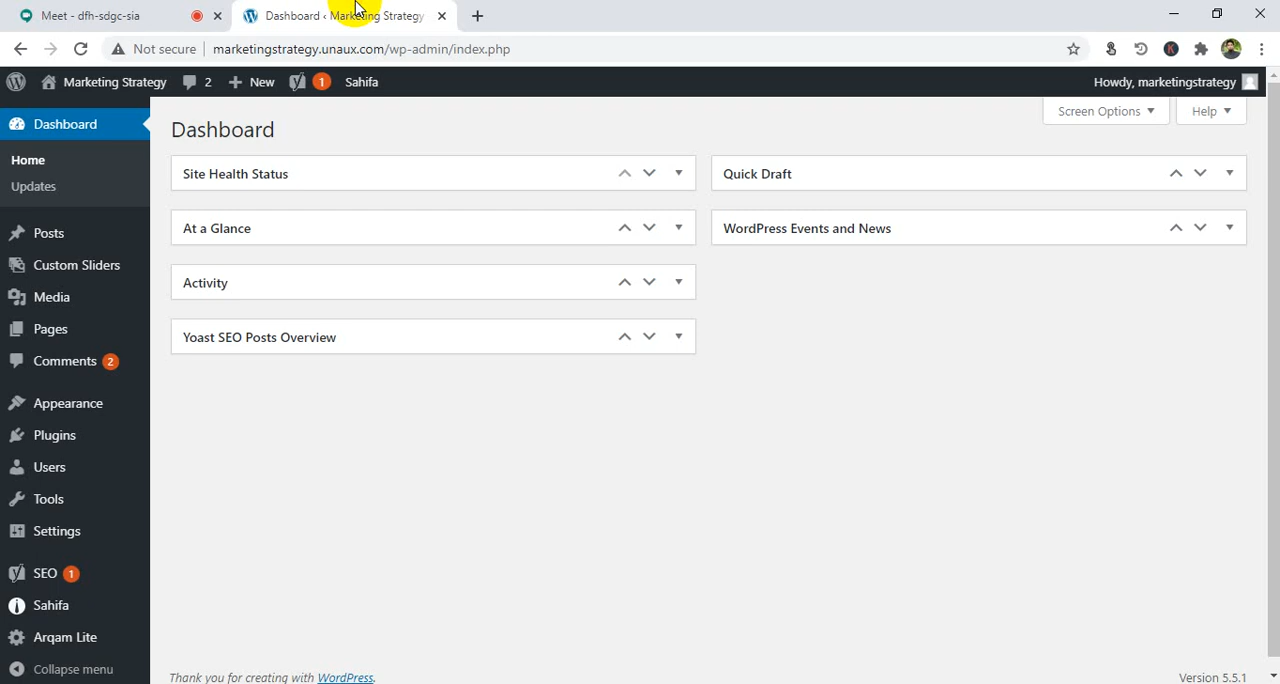 Meet - dfh-sdgc-sia
Dashboard ‹ Marketing Strategy
Not secure
marketingstrategy.unaux.com/wp-admin/index.php
K
Marketing Strategy
2
New
1
Sahifa
Howdy, marketingstrategy
Dashboard
Home
Updates
Posts
Custom Sliders
Media
Pages
Comments 2
Appearance
Plugins
Users
Tools
Settings
SEO 1
Sahifa
Arqam Lite
Collapse menu
Screen Options
Help
Dashboard
Site Health Status
At a Glance
Activity
Yoast SEO Posts Overview
Quick Draft
WordPress Events and News
Thank you for creating with WordPress.
Version 5.5.1